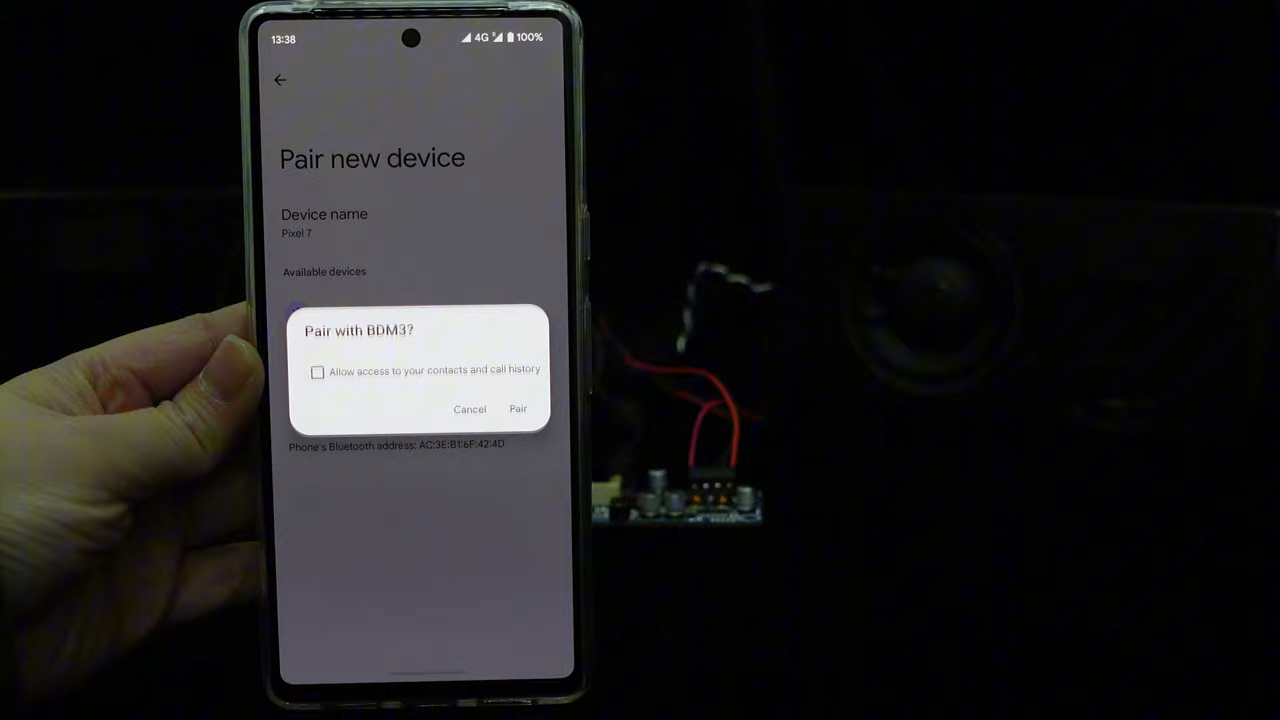 13:38
4G 100%
Pair new device
Device name
Pixel 7
Available devices
Pair with BDM3?
Allow access to your contacts and call history
Cancel Pair
Phone's Bluetooth address: AC:3E:B1:6F:42:4D